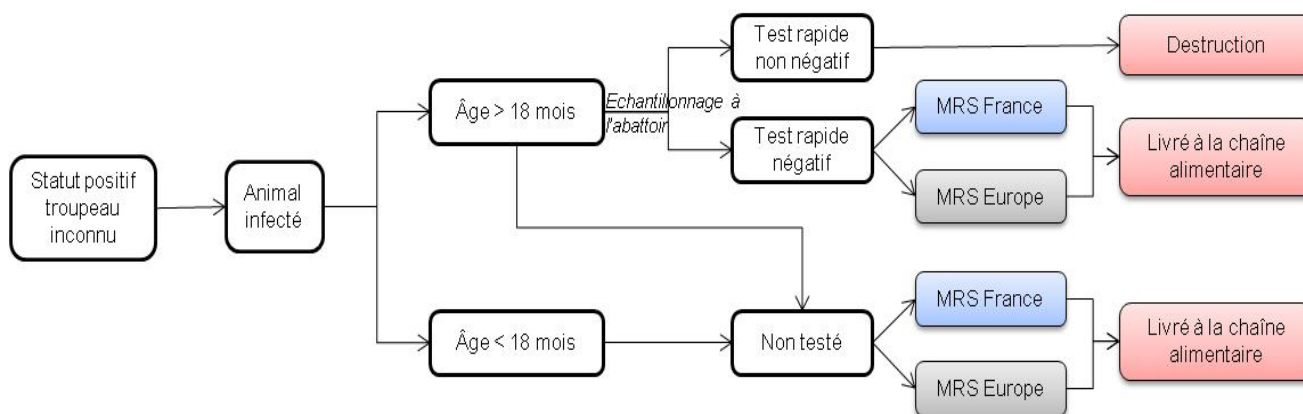 Statut positif
troupeau
inconnu
Animal
infecté
Âge > 18 mois
Echantillonnage à
l'abattoir
Test rapide
non négatif
Destruction
Test rapide
négatif
MRS France
MRS Europe
Livré à la chaîne
alimentaire
Âge < 18 mois
Non testé
MRS France
MRS Europe
Livré à la chaîne
alimentaire